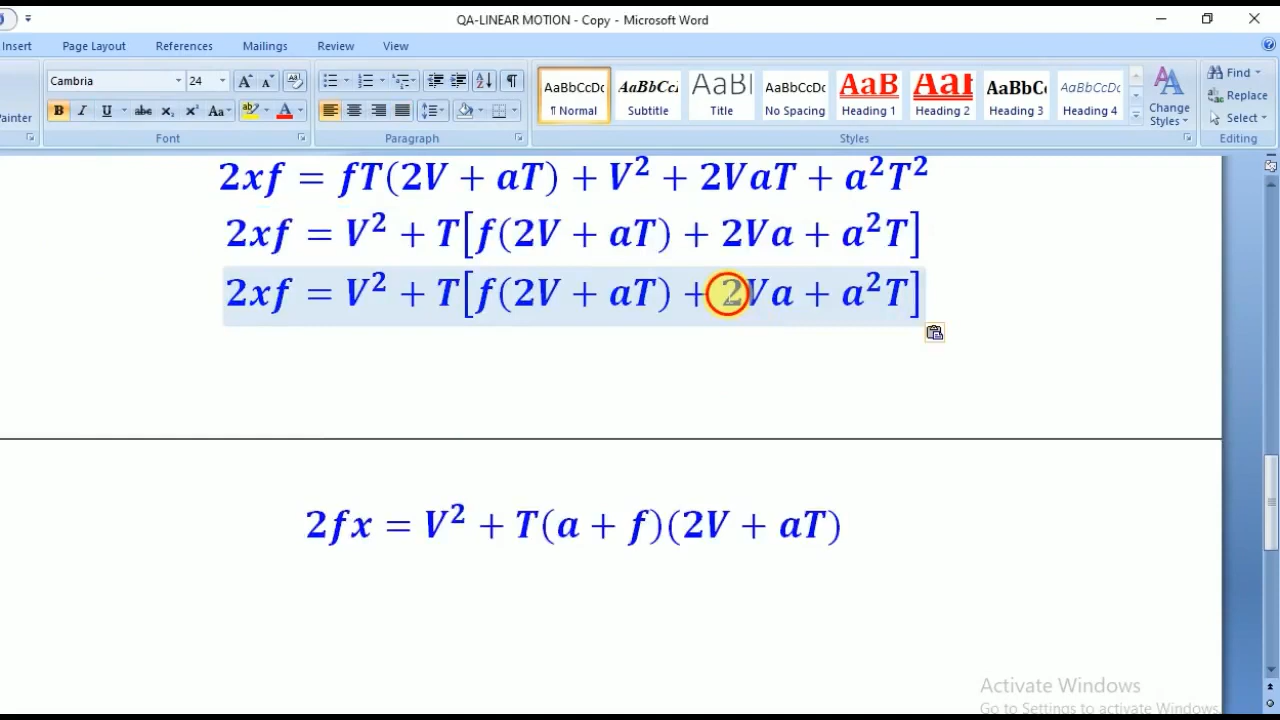 QA-LINEAR MOTION - Copy - Microsoft Word
Insert Page Layout References Mailings Review View
Cambria 24
Painter
Font Paragraph Styles Editing
AaBbCcDc AaBbCcI AaBl AaBbCcDc AaB AaI AaBbCc AaBbCcDc
¶ Normal Subtitle Title No Spacing Heading 1 Heading 2 Heading 3 Heading 4
Change Styles
Find
Replace
Select
2xf = fT(2V + aT) + V² + 2VaT + a²T²
2xf = V² + T[f(2V + aT) + 2Va + a²T]
2xf = V² + T[f(2V + aT) + 2Va + a²T]
2fx = V² + T(a + f)(2V + aT)
Activate Windows
Go to Settings to activate Windows.